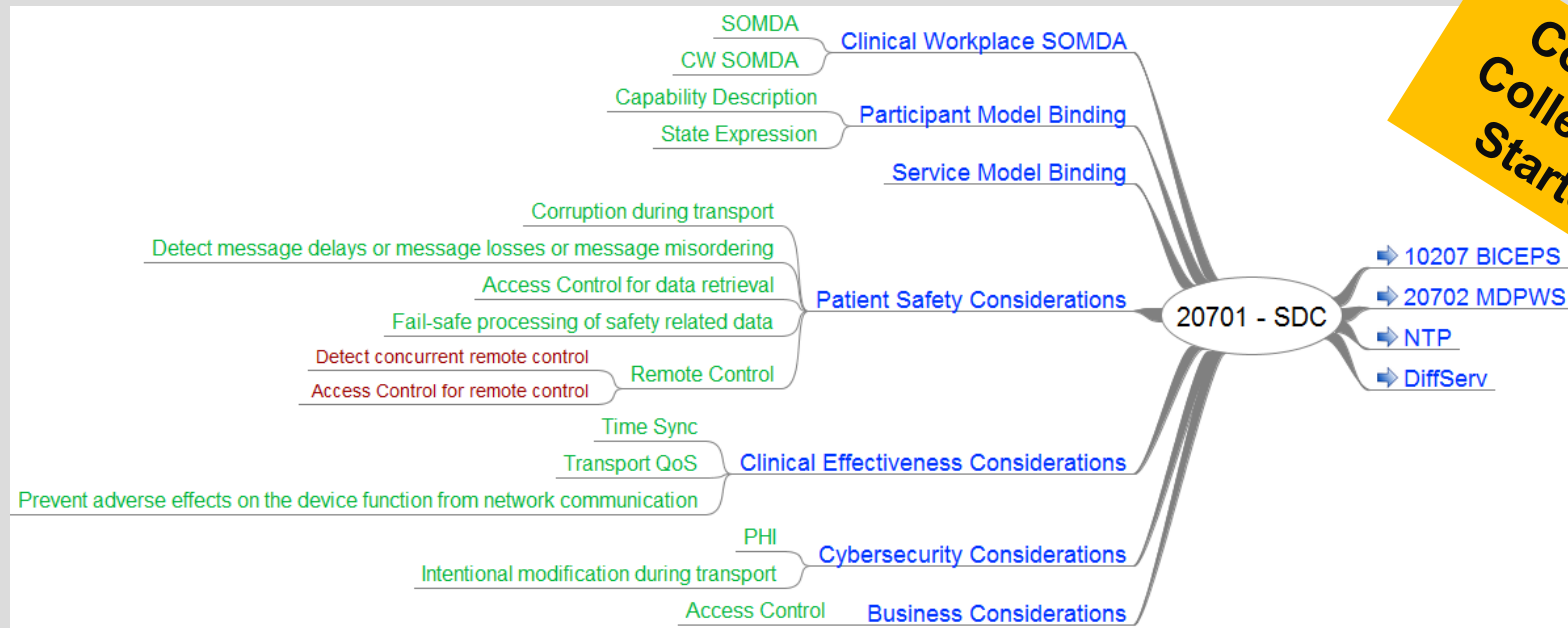 SOMDA
CW SOMDA
Clinical Workplace SOMDA
Capability Description
State Expression
Participant Model Binding
Service Model Binding
Corruption during transport
Detect message delays or message losses or message misordering
Access Control for data retrieval
Fail-safe processing of safety related data
Detect concurrent remote control
Access Control for remote control
Remote Control
Patient Safety Considerations
Time Sync
Transport QoS
Prevent adverse effects on the device function from network communication
Clinical Effectiveness Considerations
PHI
Intentional modification during transport
Cybersecurity Considerations
Access Control
Business Considerations
20701 - SDC
10207 BICEPS
20702 MDPWS
NTP
DiffServ